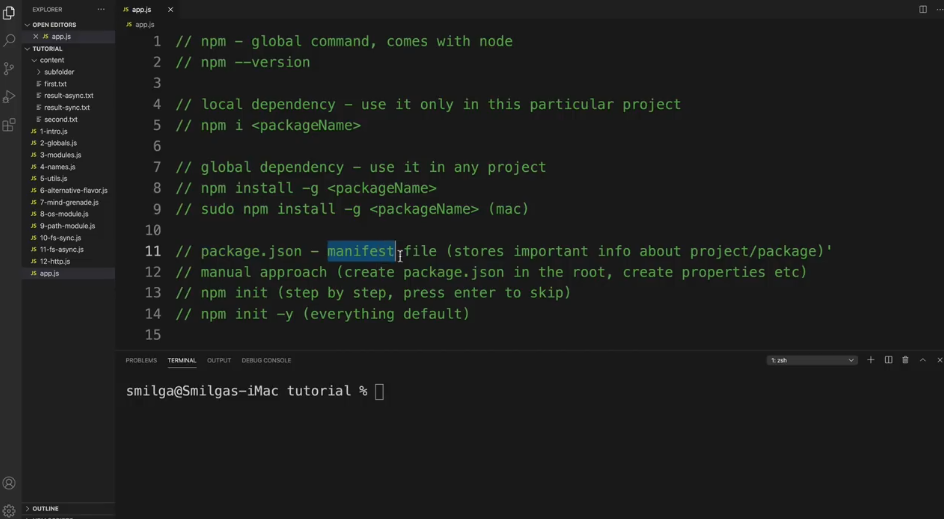 EXPLORER
OPEN EDITORS
JS app.js
TUTORIAL
content
subfolder
first.txt
result-async.txt
result-sync.txt
second.txt
JS 1-intro.js
JS 2-globals.js
JS 3-modules.js
JS 4-names.js
JS 5-utils.js
JS 6-alternative-flavor.js
JS 7-mind-grenade.js
JS 8-os-module.js
JS 9-path-module.js
JS 10-fs-sync.js
JS 11-fs-async.js
JS 12-http.js
JS app.js
OUTLINE
JS app.js
JS app.js
1 // npm - global command, comes with node
2 // npm --version
3
4 // local dependency - use it only in this particular project
5 // npm i <packageName>
6
7 // global dependency - use it in any project
8 // npm install -g <packageName>
9 // sudo npm install -g <packageName> (mac)
10
11 // package.json - manifest file (stores important info about project/package)'
12 // manual approach (create package.json in the root, create properties etc)
13 // npm init (step by step, press enter to skip)
14 // npm init -y (everything default)
15
PROBLEMS TERMINAL OUTPUT DEBUG CONSOLE 1: zsh
smilga@Smilgas-iMac tutorial %